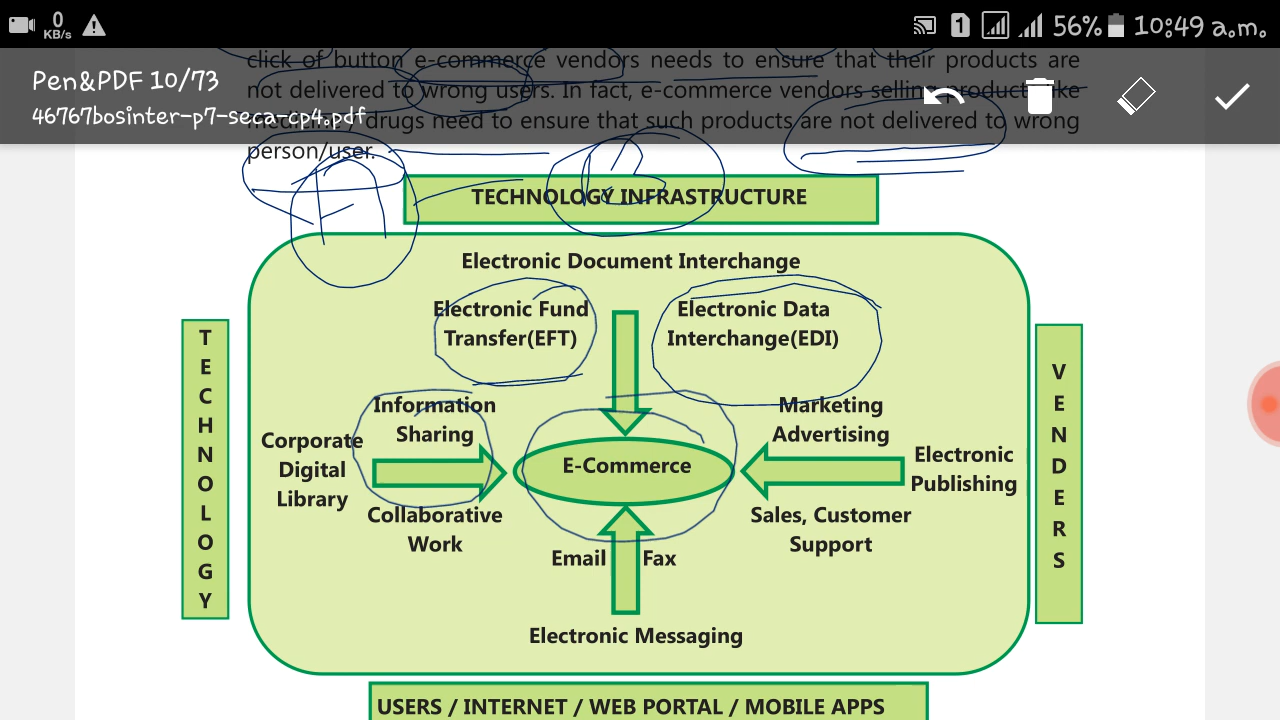 0
KB/s
1
56%
10:49 a.m.
click of button e-commerce vendors needs to ensure that their products are
Pen&PDF 10/73
not delivered to wrong users. In fact, e-commerce vendors selling product like
46767bosinter-p7-seca-cp4.pdf
drugs need to ensure that such products are not delivered to wrong
person/user.
TECHNOLOGY INFRASTRUCTURE
Electronic Document Interchange
Electronic Fund
Transfer(EFT)
Electronic Data
Interchange(EDI)
TECHNOLOGY
Information
Sharing
Corporate
Digital
Library
Collaborative
Work
E-Commerce
Marketing
Advertising
Electronic
Publishing
Sales, Customer
Support
VENDERS
Email
Fax
Electronic Messaging
USERS / INTERNET / WEB PORTAL / MOBILE APPS